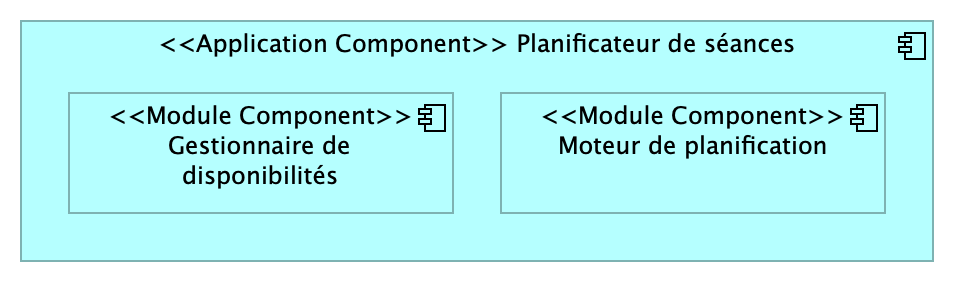 <<Application Component>> Planificateur de séances
<<Module Component>>
Gestionnaire de
disponibilités
<<Module Component>>
Moteur de planification